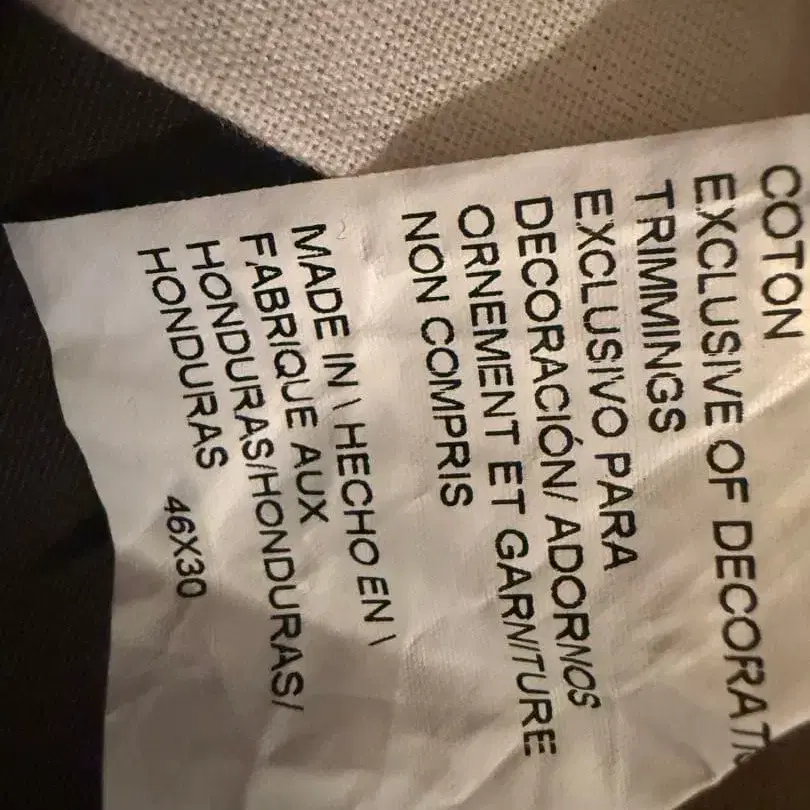 COTON
EXCLUSIVE OF
TRIMMINGS
EXCLUSIVO PARA
DECORACIÓN/ ADORNOS
ORNEMENT ET GARNITURE
NON COMPRIS
MADE IN \ HECHO EN \
FABRIQUE AUX
HONDURAS/HONDURAS/
HONDURAS 46X30